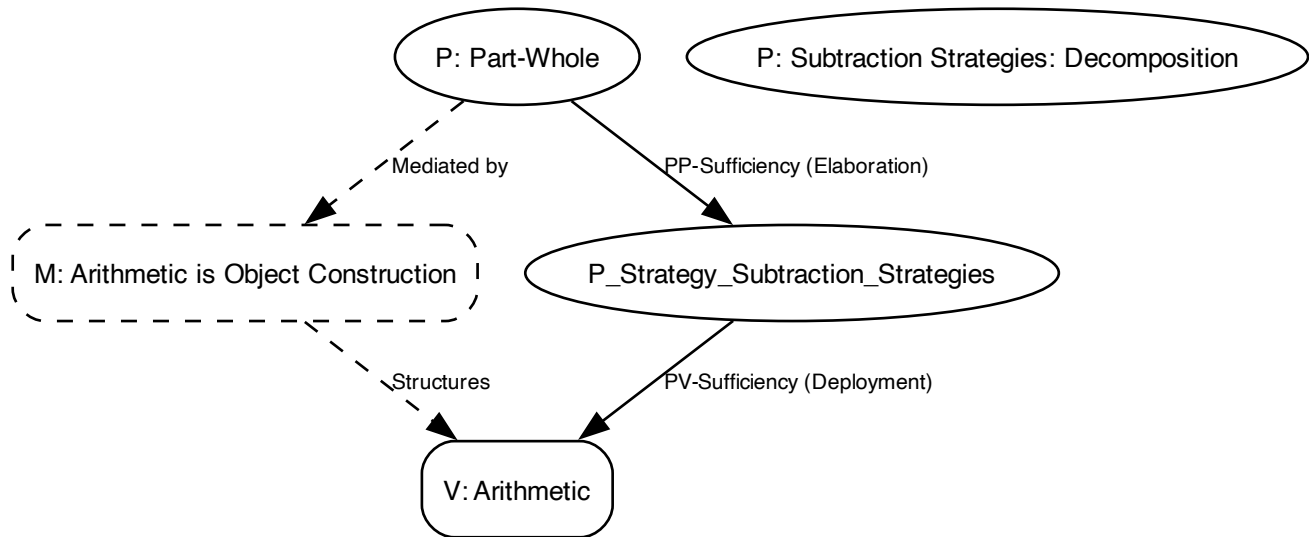 P: Part-Whole
P: Subtraction Strategies: Decomposition
Mediated by
PP-Sufficiency (Elaboration)
M: Arithmetic is Object Construction
P_Strategy_Subtraction_Strategies
Structures
PV-Sufficiency (Deployment)
V: Arithmetic